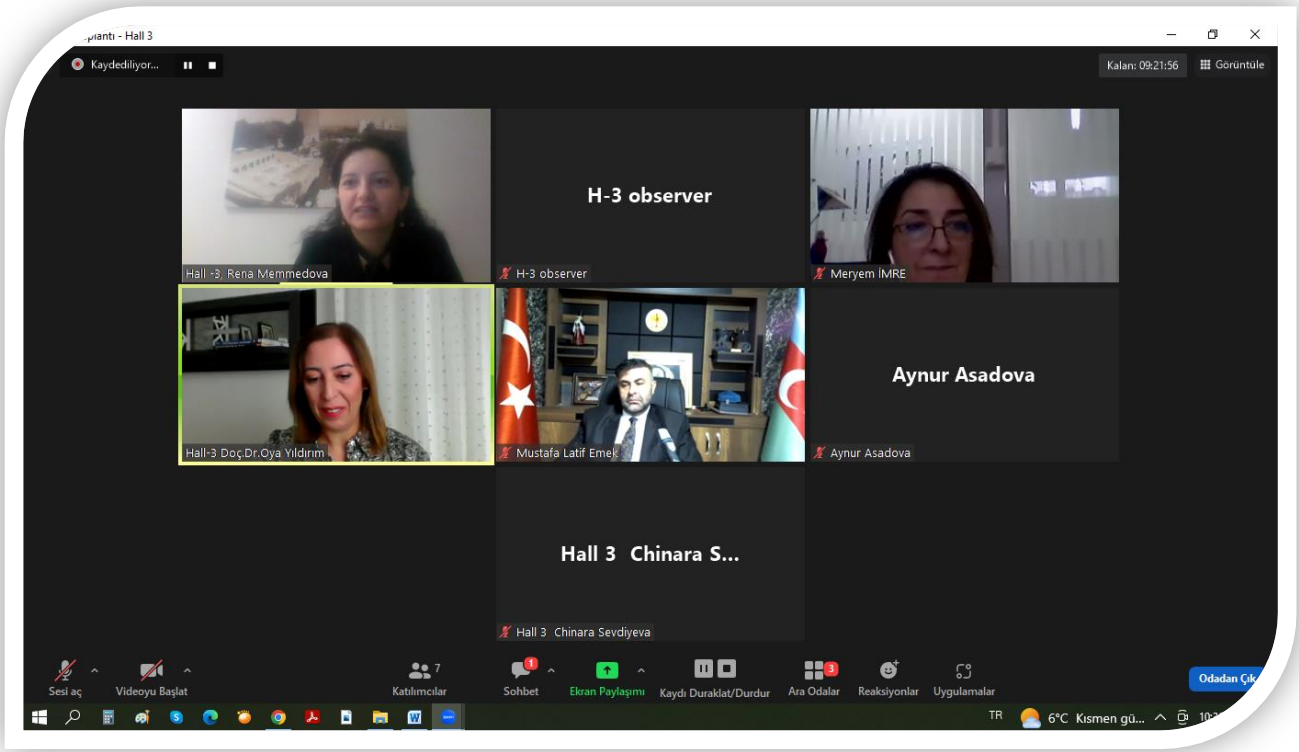 Hall 3
Kaydediliyor...
Kalan: 09:21:56
Görüntüle
Hall -3, Rena Memmedova
H-3 observer
H-3 observer
Meryem İMRE
Hall-3 Doç.Dr.Oya Yıldırım
Mustafa Latif Emek
Aynur Asadova
Aynur Asadova
Hall 3 Chinara S...
Hall 3 Chinara Sevdiyeva
Sesi aç
Videoyu Başlat
7
Katılımcılar
1
Sohbet
Ekran Paylaşımı
Kaydı Duraklat/Durdur
3
Ara Odalar
Reaksiyonlar
Uygulamalar
Odadan Çık
TR
6°C Kısmen gü...